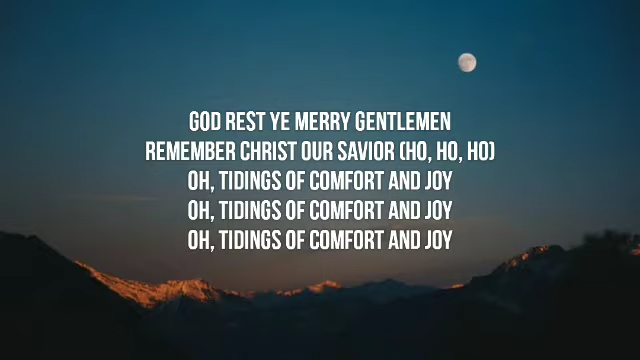 GOD REST YE MERRY GENTLEMEN
REMEMBER CHRIST OUR SAVIOR (HO, HO, HO)
OH, TIDINGS OF COMFORT AND JOY
OH, TIDINGS OF COMFORT AND JOY
OH, TIDINGS OF COMFORT AND JOY